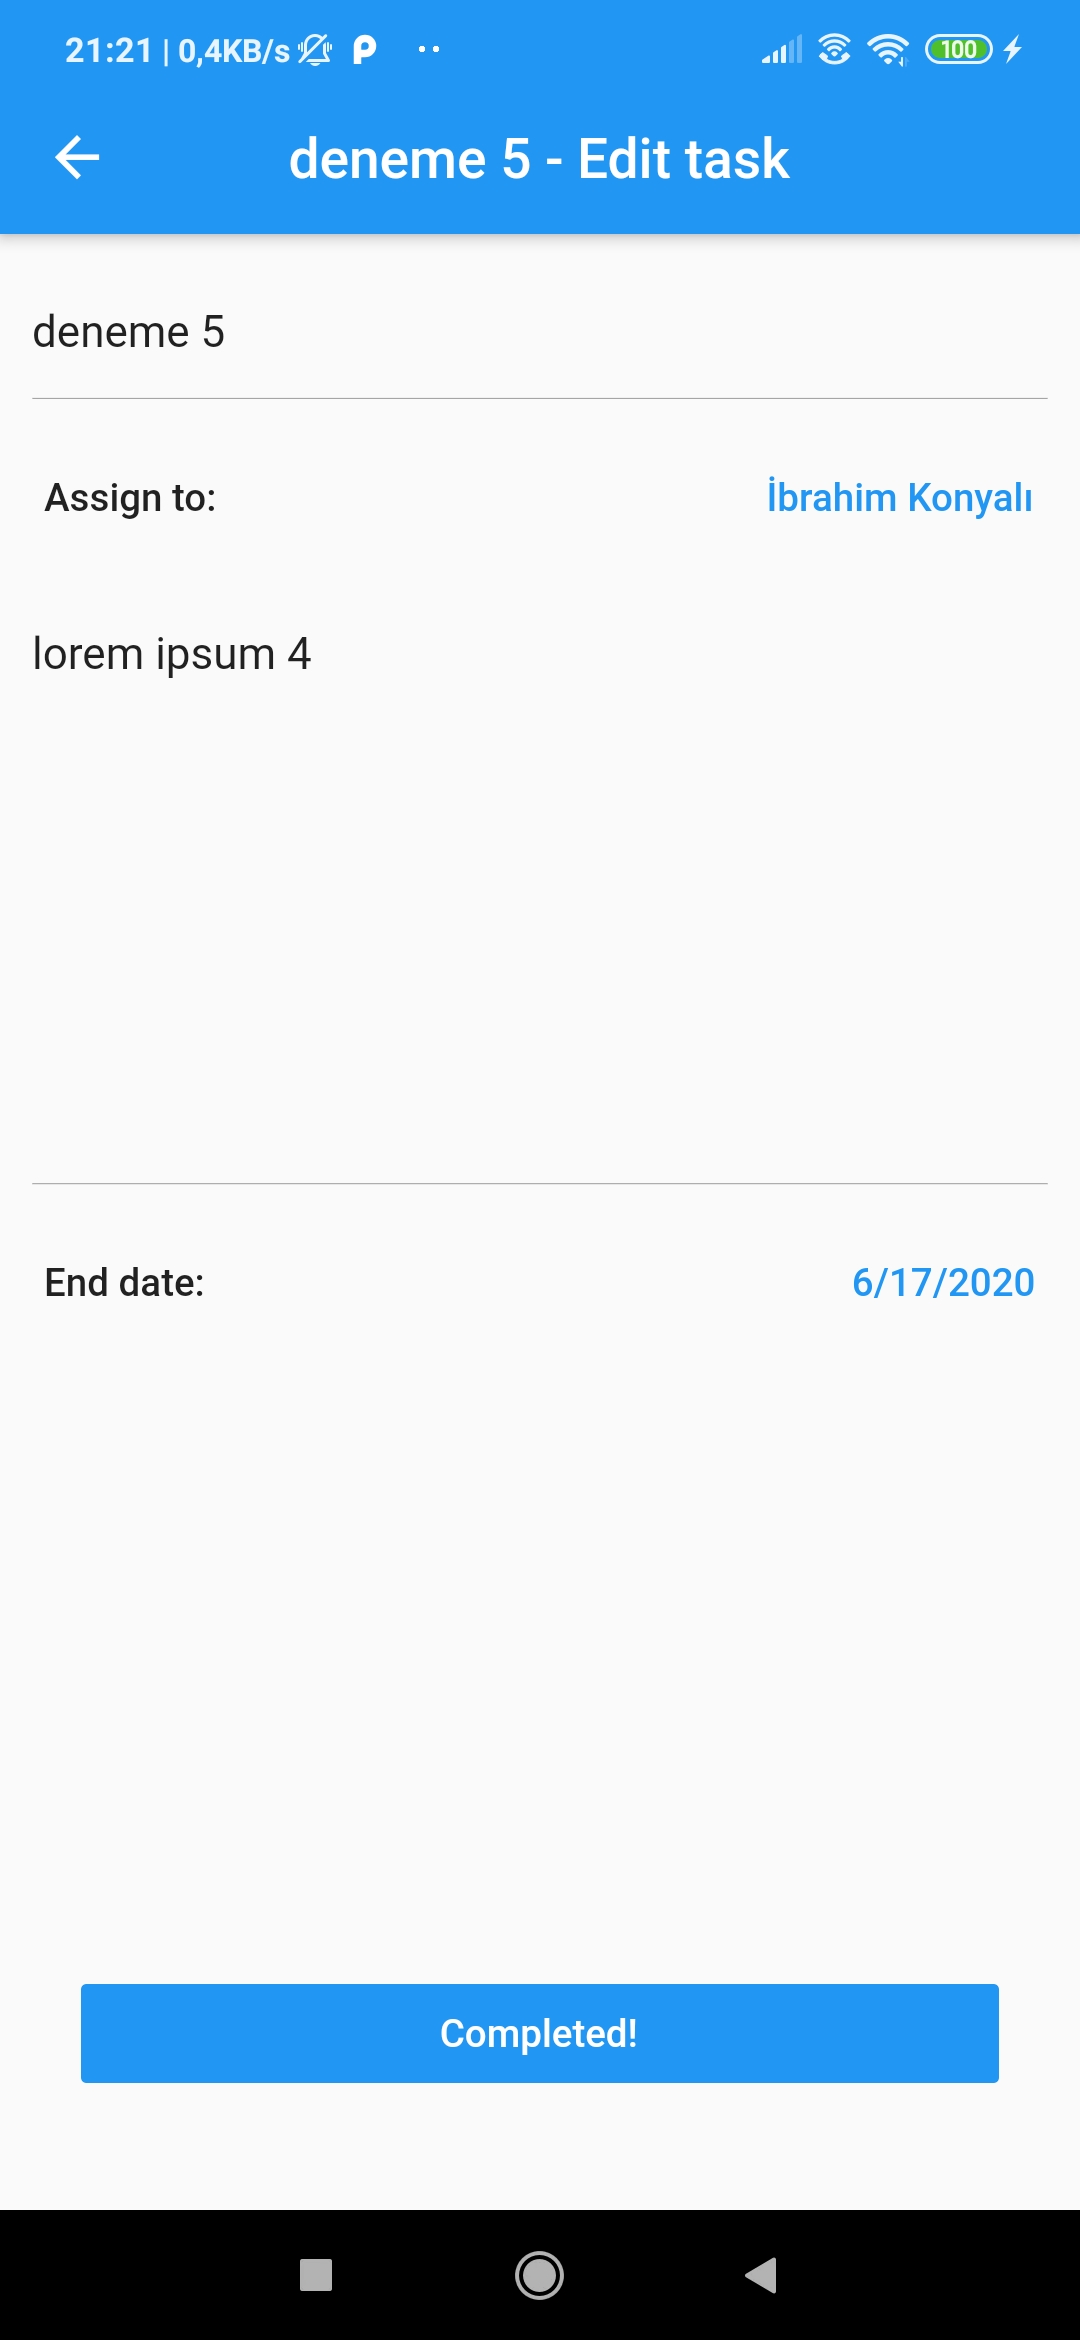 21:21 | 0,4KB/s 100
deneme 5 - Edit task
deneme 5
Assign to: İbrahim Konyalı
lorem ipsum 4
End date: 6/17/2020
Completed!